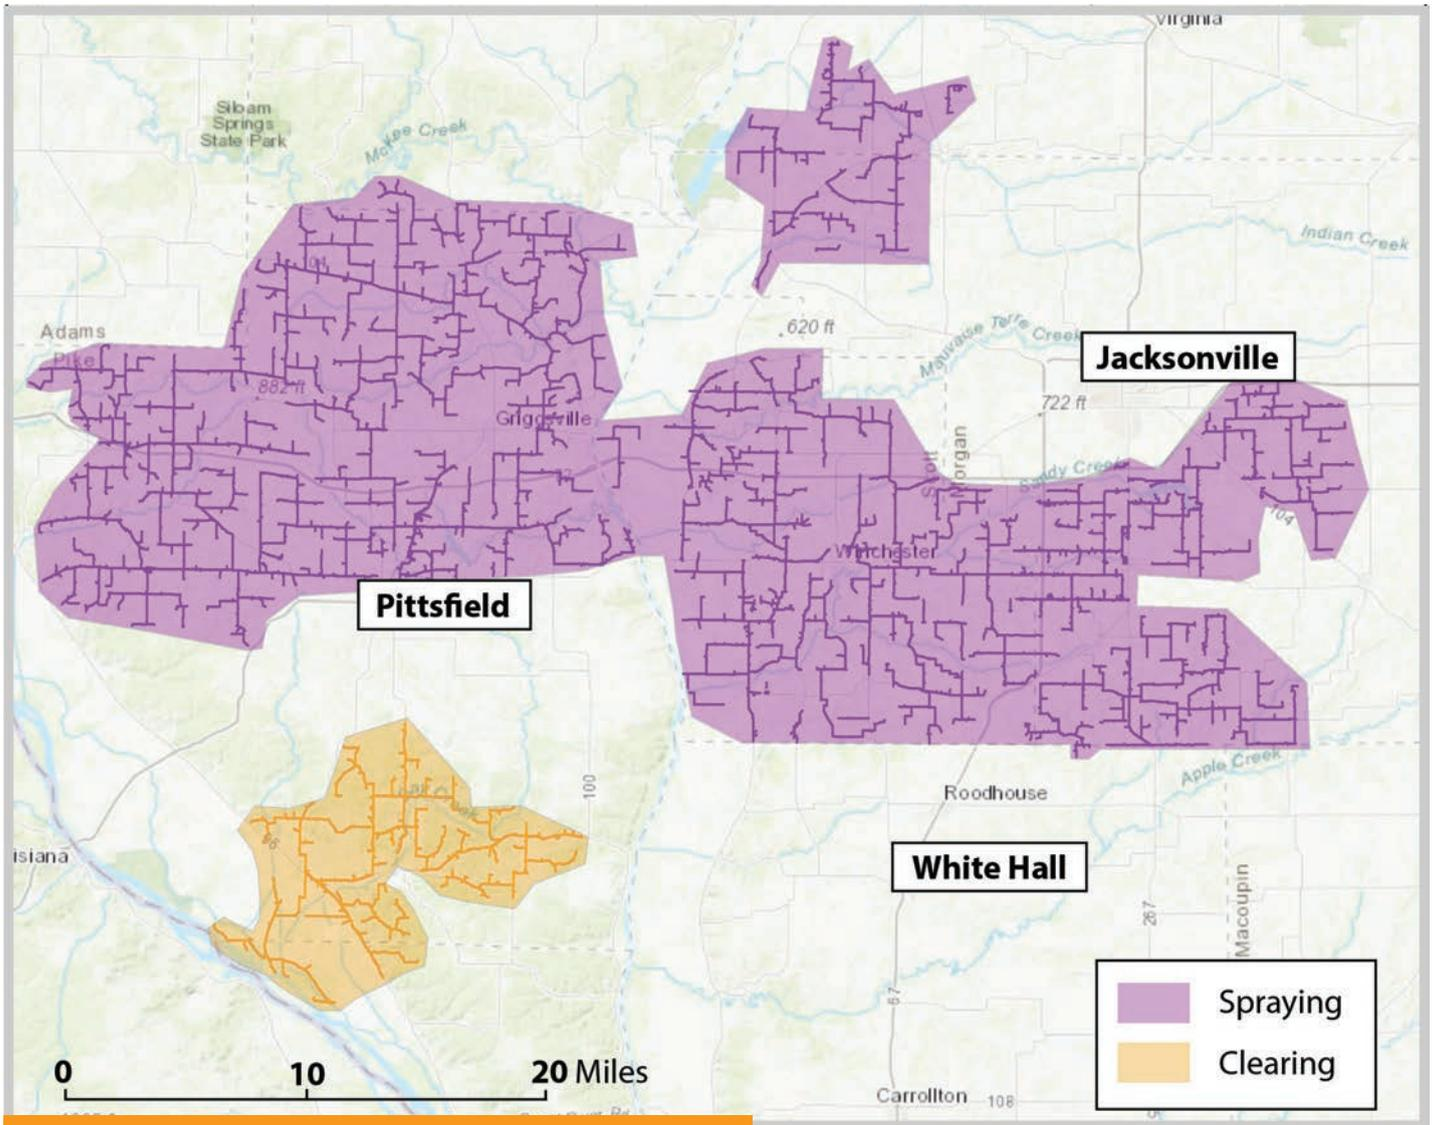 Virginia
Siloam
Springs
State Park
McKee Creek
Indian Creek
104
Adams
Pike
620 ft
Mauvaise Terre Creek
Jacksonville
882 ft
722 ft
Griggsville
Scott
Morgan
Sandy Creek
72
104
Winchester
Pittsfield
Apple Creek
100
Roodhouse
96
isiana
White Hall
Macoupin
267
67
Spraying
Clearing
0
10
20 Miles
Carrollton
108